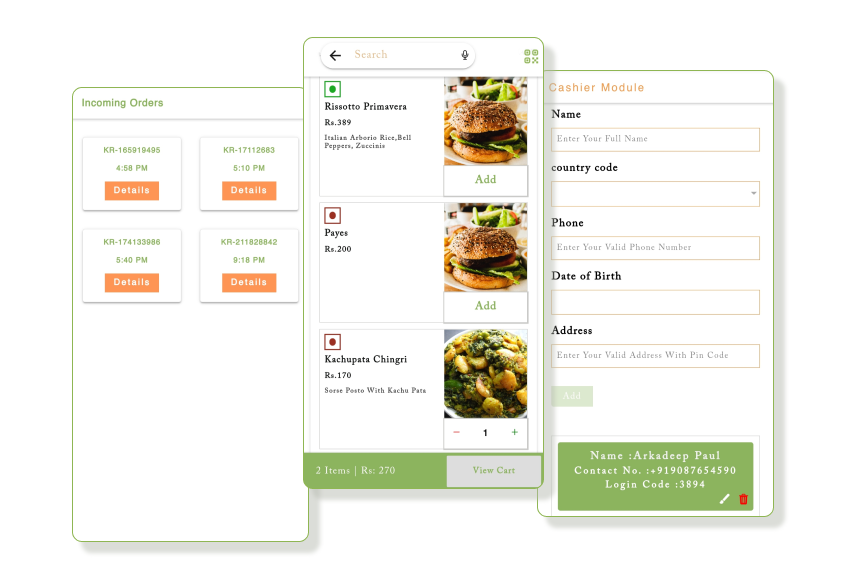 Incoming Orders
KR-165919495
4:58 PM
Details
KR-17112683
5:10 PM
Details
KR-174133986
5:40 PM
Details
KR-211828842
9:18 PM
Details
Search
Rissotto Primavera
Rs.389
Italian Arborio Rice,Bell
Peppers, Zuccinis
Add
Payes
Rs.200
Add
Kachupata Chingri
Rs.170
Sorse Posto With Kachu Pata
− 1 +
2 Items | Rs: 270
View Cart
Cashier Module
Name
Enter Your Full Name
country code
Phone
Enter Your Valid Phone Number
Date of Birth
Address
Enter Your Valid Address With Pin Code
Add
Name :Arkadeep Paul
Contact No. :+919087654590
Login Code :3894